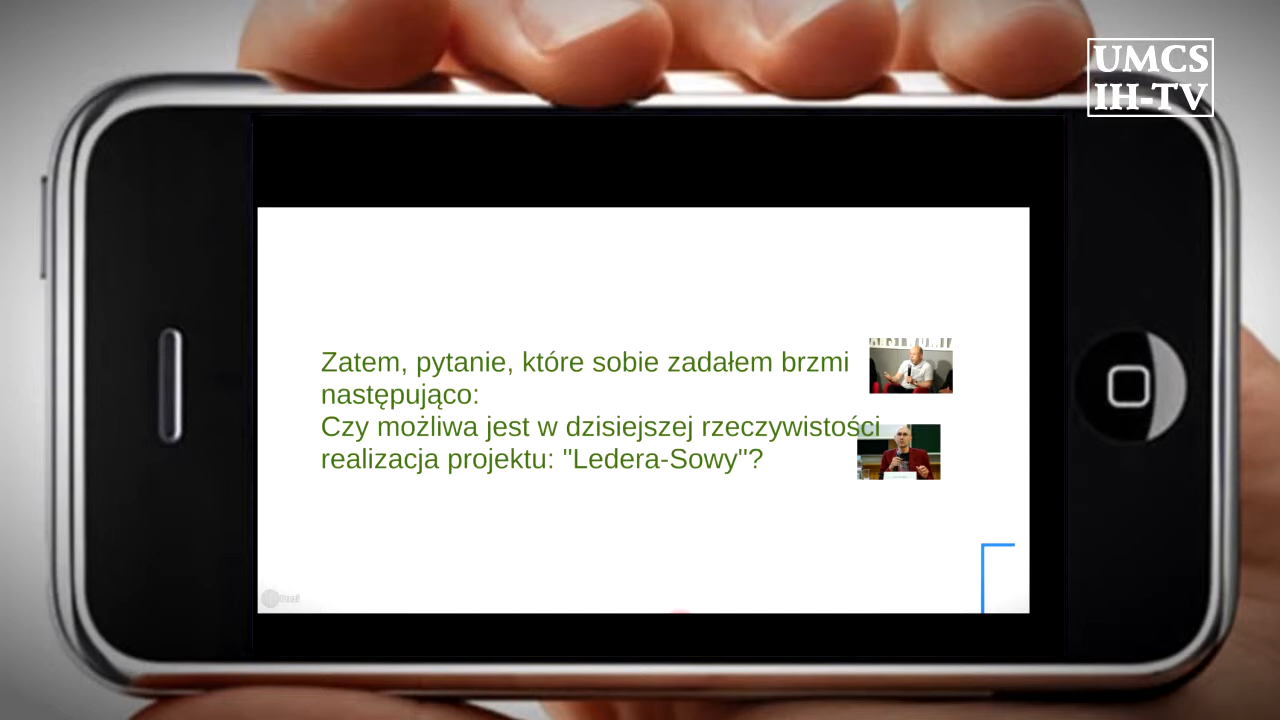 UMCS
IH-TV
Zatem, pytanie, które sobie zadałem brzmi
następująco:
Czy możliwa jest w dzisiejszej rzeczywistości
realizacja projektu: "Ledera-Sowy"?